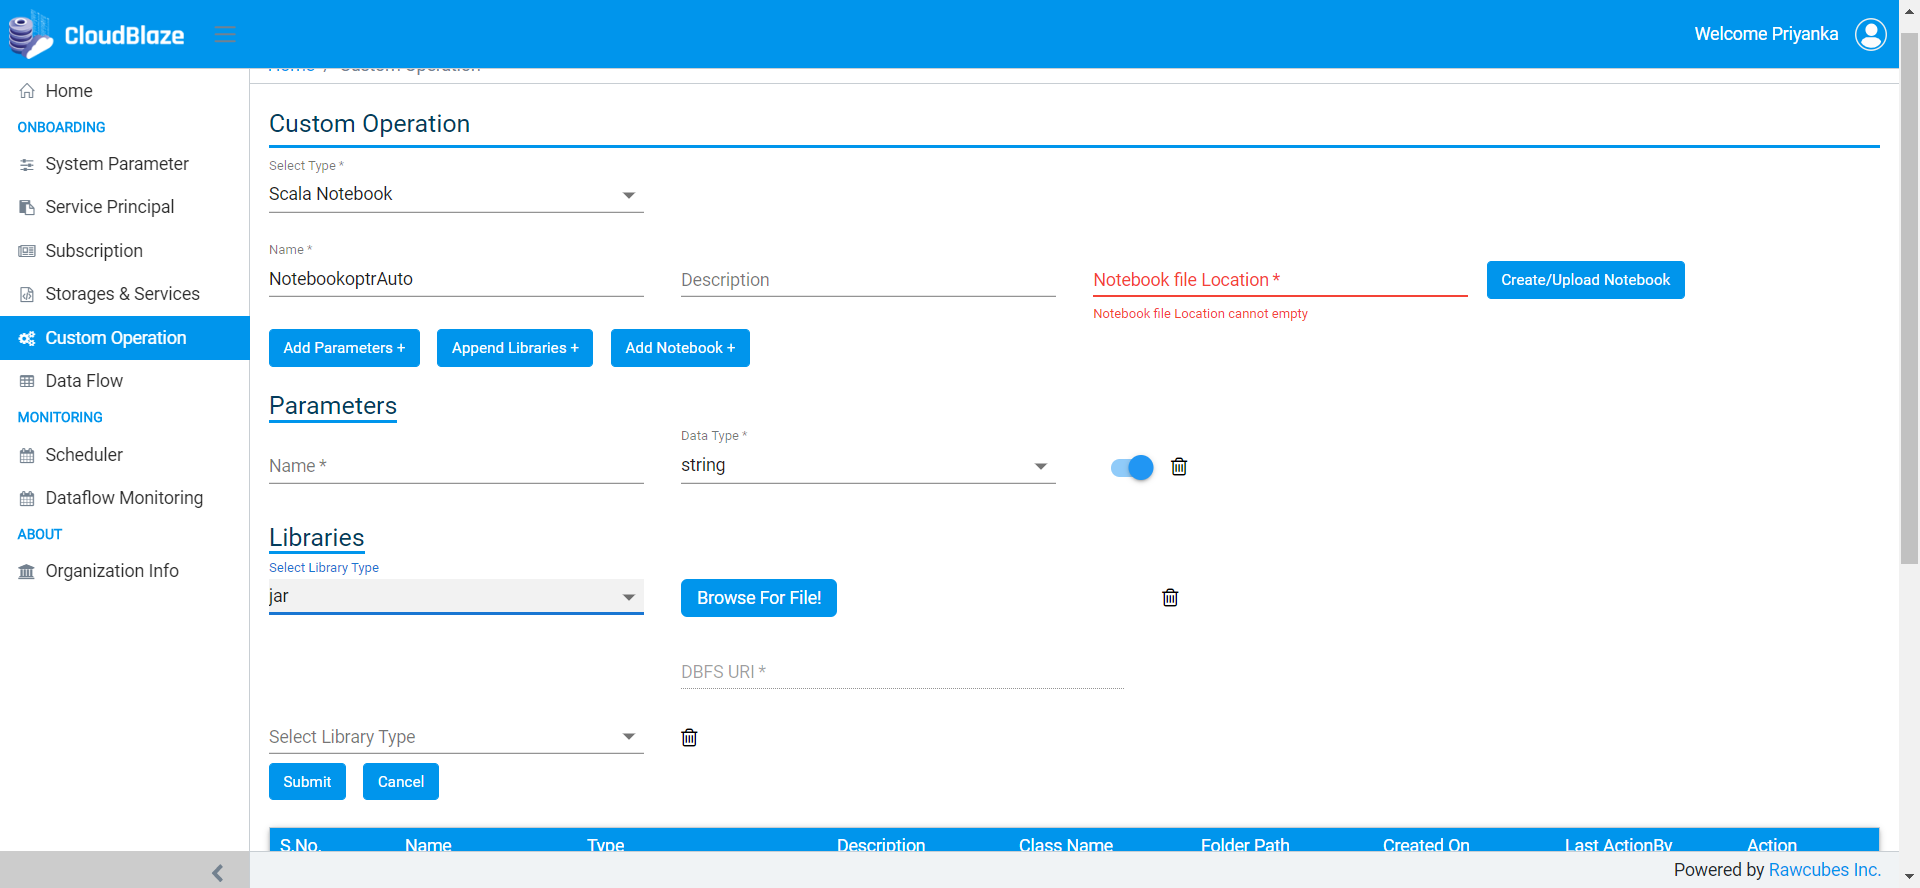 CloudBlaze
Welcome Priyanka
Home / Custom Operation
Home
ONBOARDING
System Parameter
Service Principal
Subscription
Storages & Services
Custom Operation
Data Flow
MONITORING
Scheduler
Dataflow Monitoring
ABOUT
Organization Info
Custom Operation
Select Type *
Scala Notebook
Name *
NotebookoptrAuto
Description
Notebook file Location *
Notebook file Location cannot empty
Create/Upload Notebook
Add Parameters + Append Libraries + Add Notebook +
Parameters
Name *
Data Type *
string
Libraries
Select Library Type
jar
Browse For File!
DBFS URI *
Select Library Type
Submit Cancel
S.No. Name Type Description Class Name Folder Path Created On Last ActionBy Action
Powered by Rawcubes Inc.